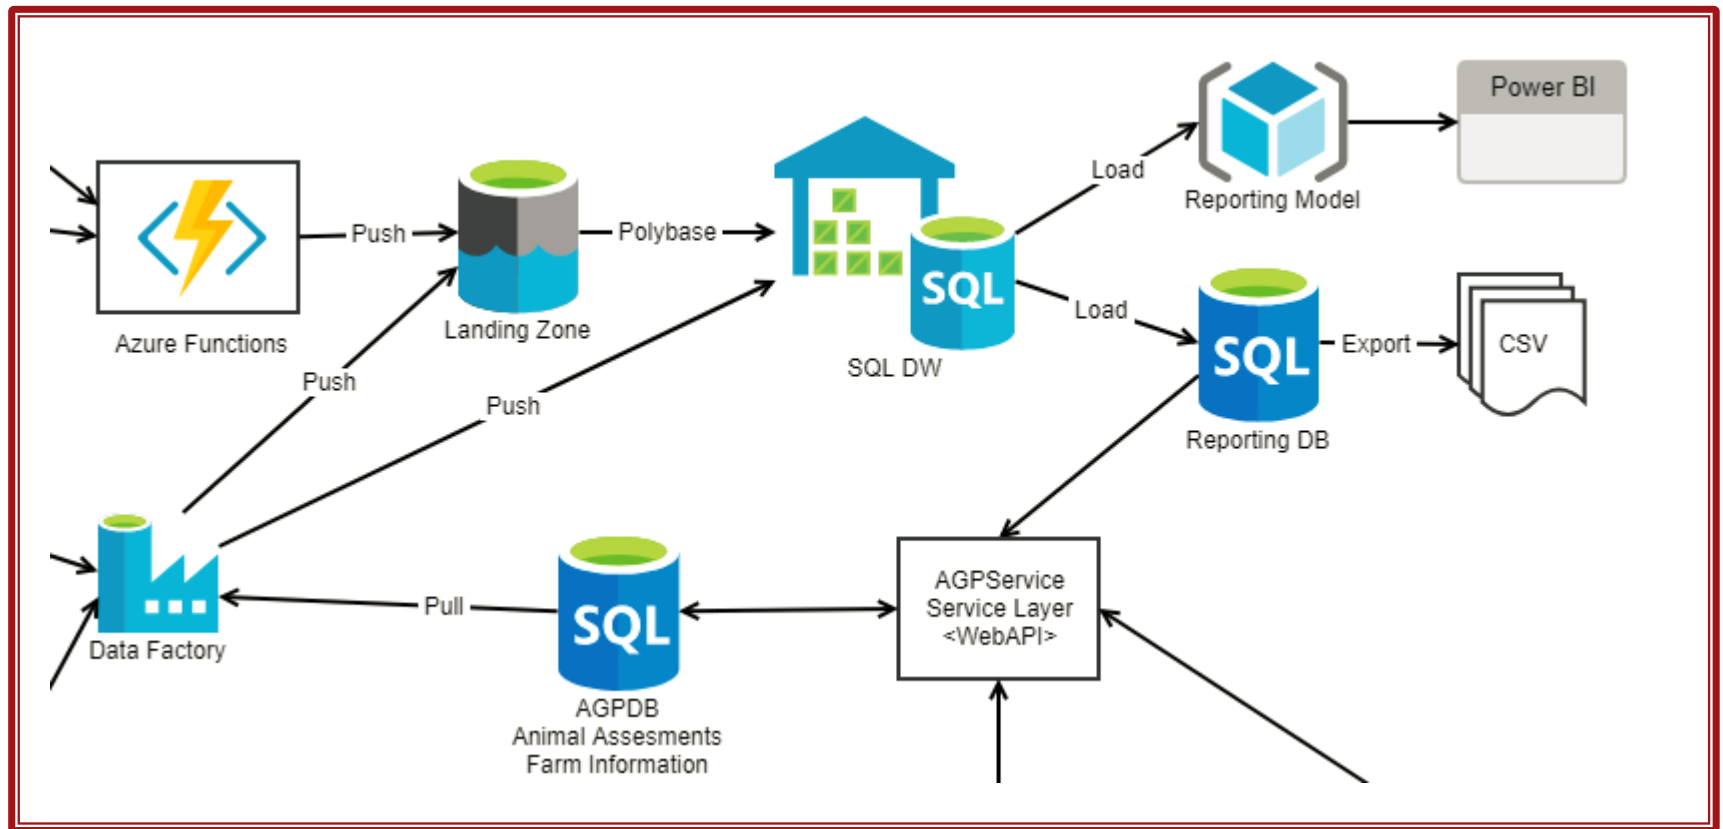 Power BI
Load
Reporting Model
Push
Polybase
SQL
Landing Zone
Azure Functions
SQL DW
Load
SQL
Export
CSV
Reporting DB
Push
Push
Data Factory
Pull
SQL
AGPDB
Animal Assesments
Farm Information
AGPService
Service Layer
<WebAPI>